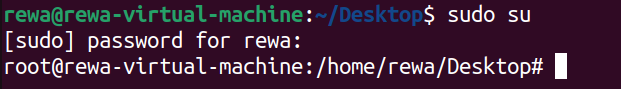 rewa@rewa-virtual-machine:~/Desktop$ sudo su
[sudo] password for rewa:
root@rewa-virtual-machine:/home/rewa/Desktop#